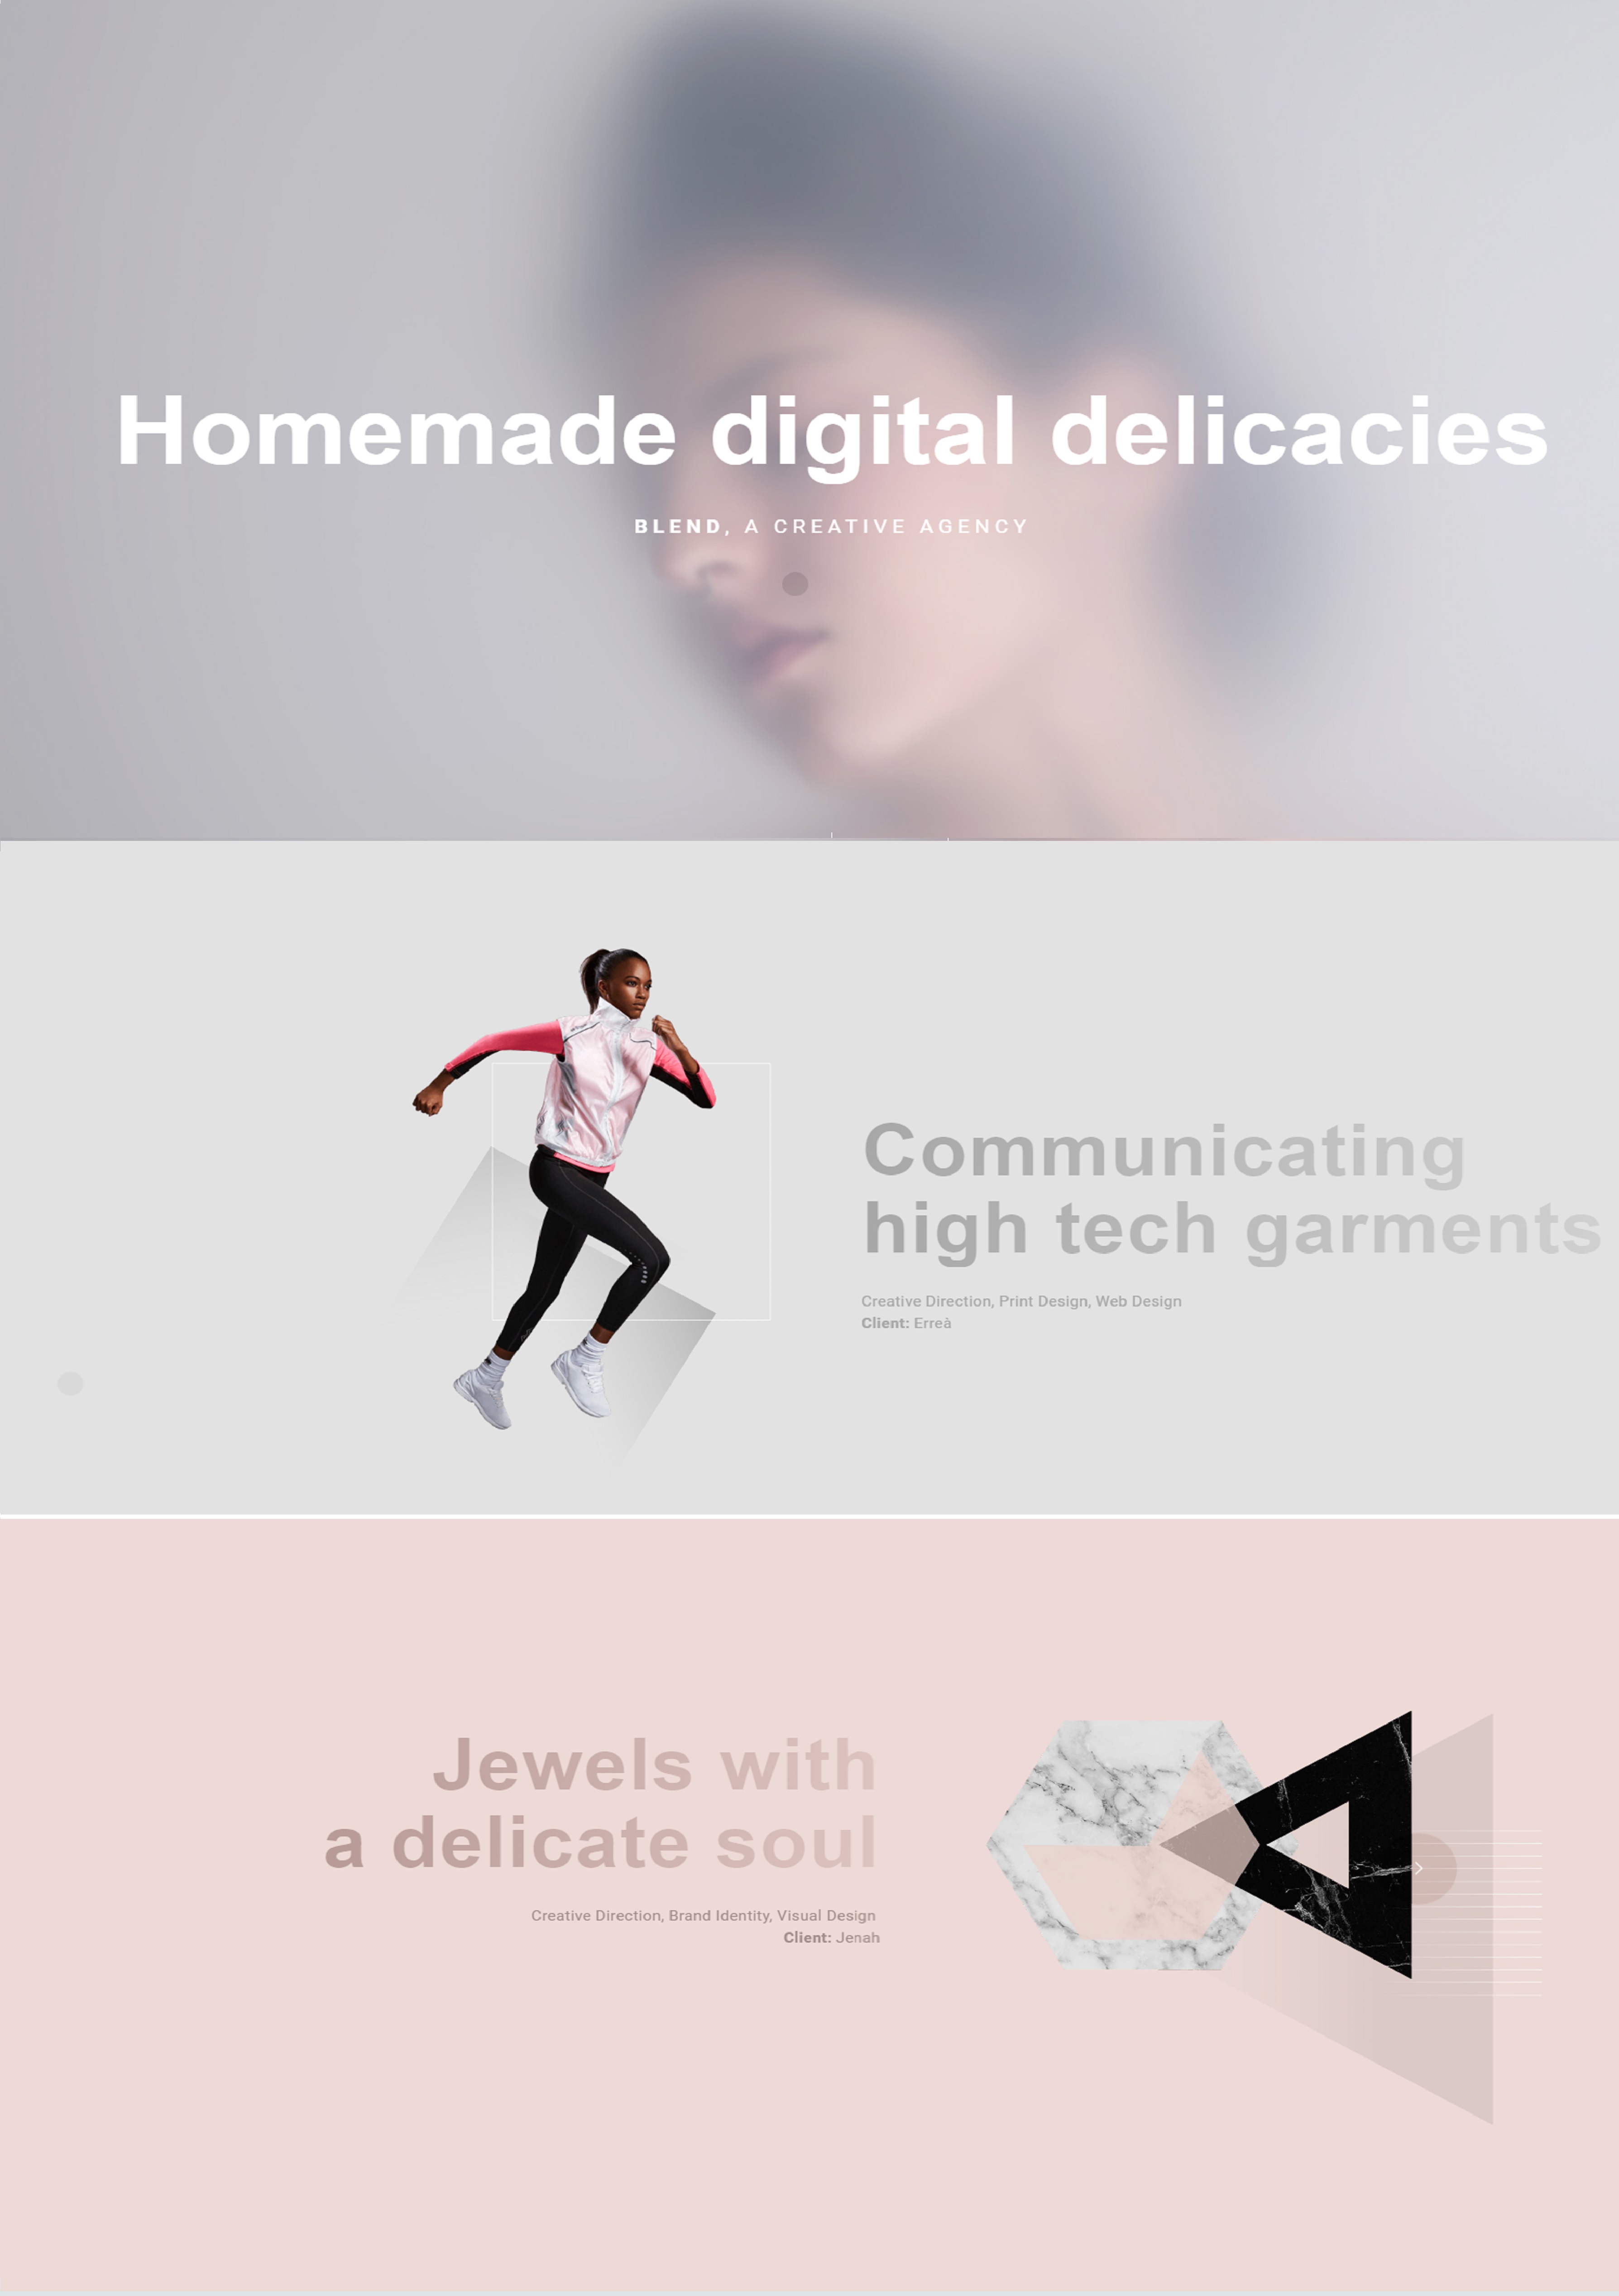 Homemade digital delicacies
BLEND, A CREATIVE AGENCY
Communicating
high tech garments
Creative Direction, Print Design, Web Design
Client: Erreà
Jewels with
a delicate soul
Creative Direction, Brand Identity, Visual Design
Client: Jenah